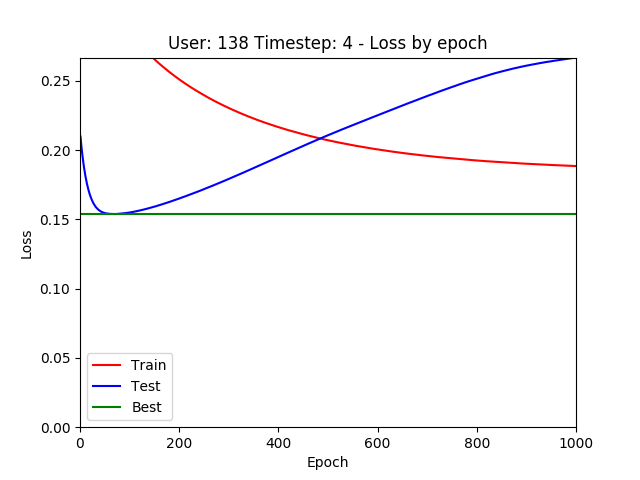 User: 138 Timestep: 4 - Loss by epoch
Loss
0.25
0.20
0.15
0.10
0.05
0.00
Train
Test
Best
0 200 400 600 800 1000
Epoch